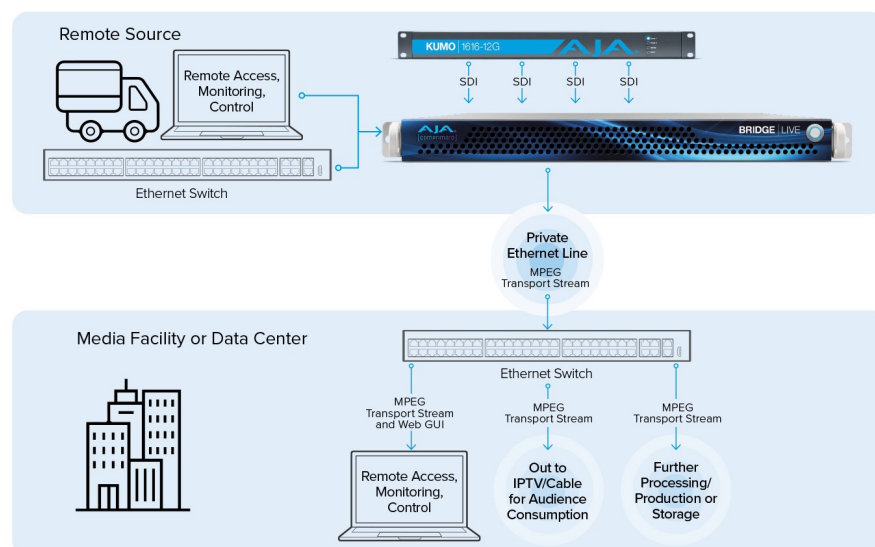 Remote Source
KUMO 1616-12G
AJA
Remote Access,
Monitoring,
Control
SDI
SDI
SDI
SDI
AJA
BRIDGE LIVE
Ethernet Switch
Private
Ethernet Line
MPEG
Transport Stream
Media Facility or Data Center
Ethernet Switch
MPEG
Transport Stream
and Web GUI
MPEG
Transport Stream
MPEG
Transport Stream
Remote Access,
Monitoring,
Control
Out to
IPTV/Cable
for Audience
Consumption
Further
Processing/
Production or
Storage